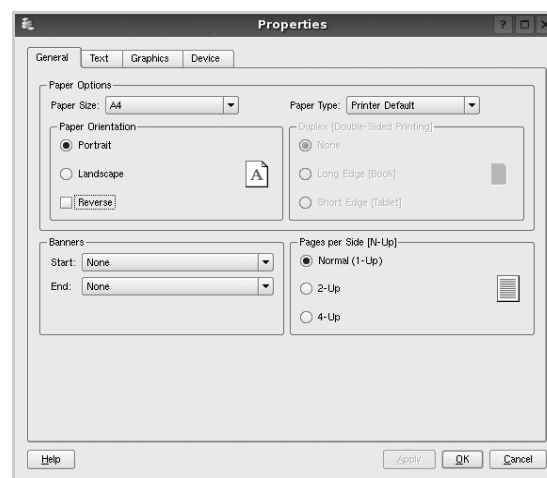 Properties
General Text Graphics Device
Paper Options
Paper Size: A4 Paper Type: Printer Default
Paper Orientation
Portrait
Landscape
Reverse
A
Duplex [Double-Sided Printing]
None
Long Edge [Book]
Short Edge [Tablet]
Banners
Start: None
End: None
Pages per Side [N-Up]
Normal (1-Up)
2-Up
4-Up
Help Apply OK Cancel